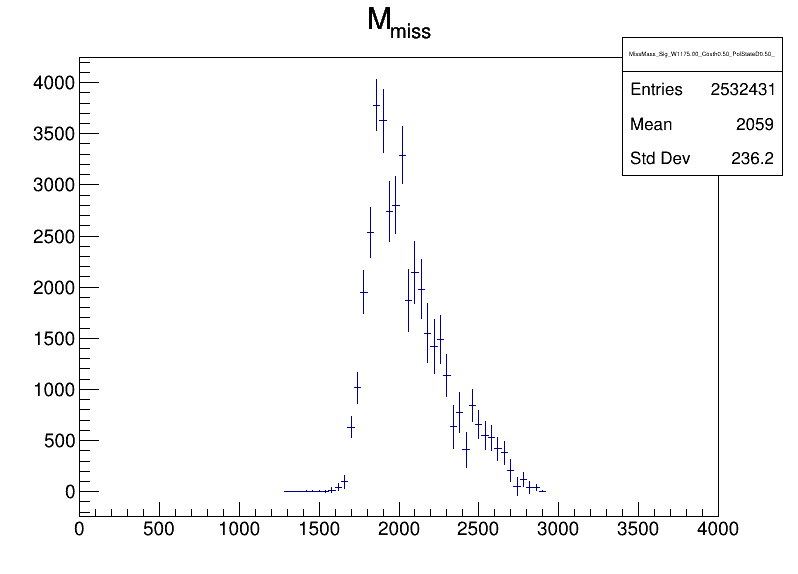 M_miss
MissMass_Sig_W1175.00_Costh0.50_PolStateD0.50_
Entries 2532431
Mean 2059
Std Dev 236.2
4000
3500
3000
2500
2000
1500
1000
500
0
0 500 1000 1500 2000 2500 3000 3500 4000